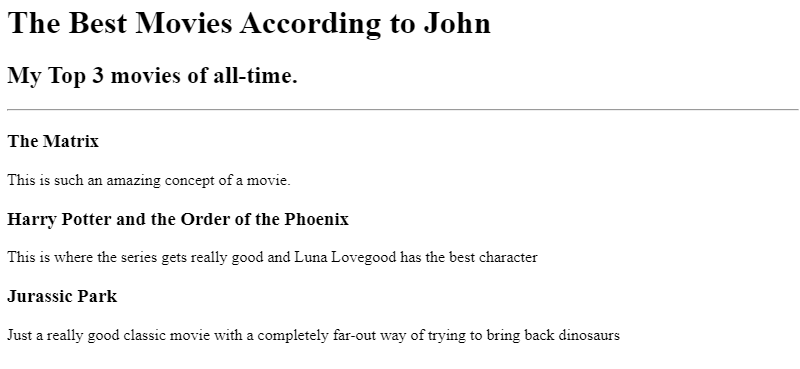 The Best Movies According to John
My Top 3 movies of all-time.
The Matrix
This is such an amazing concept of a movie.
Harry Potter and the Order of the Phoenix
This is where the series gets really good and Luna Lovegood has the best character
Jurassic Park
Just a really good classic movie with a completely far-out way of trying to bring back dinosaurs